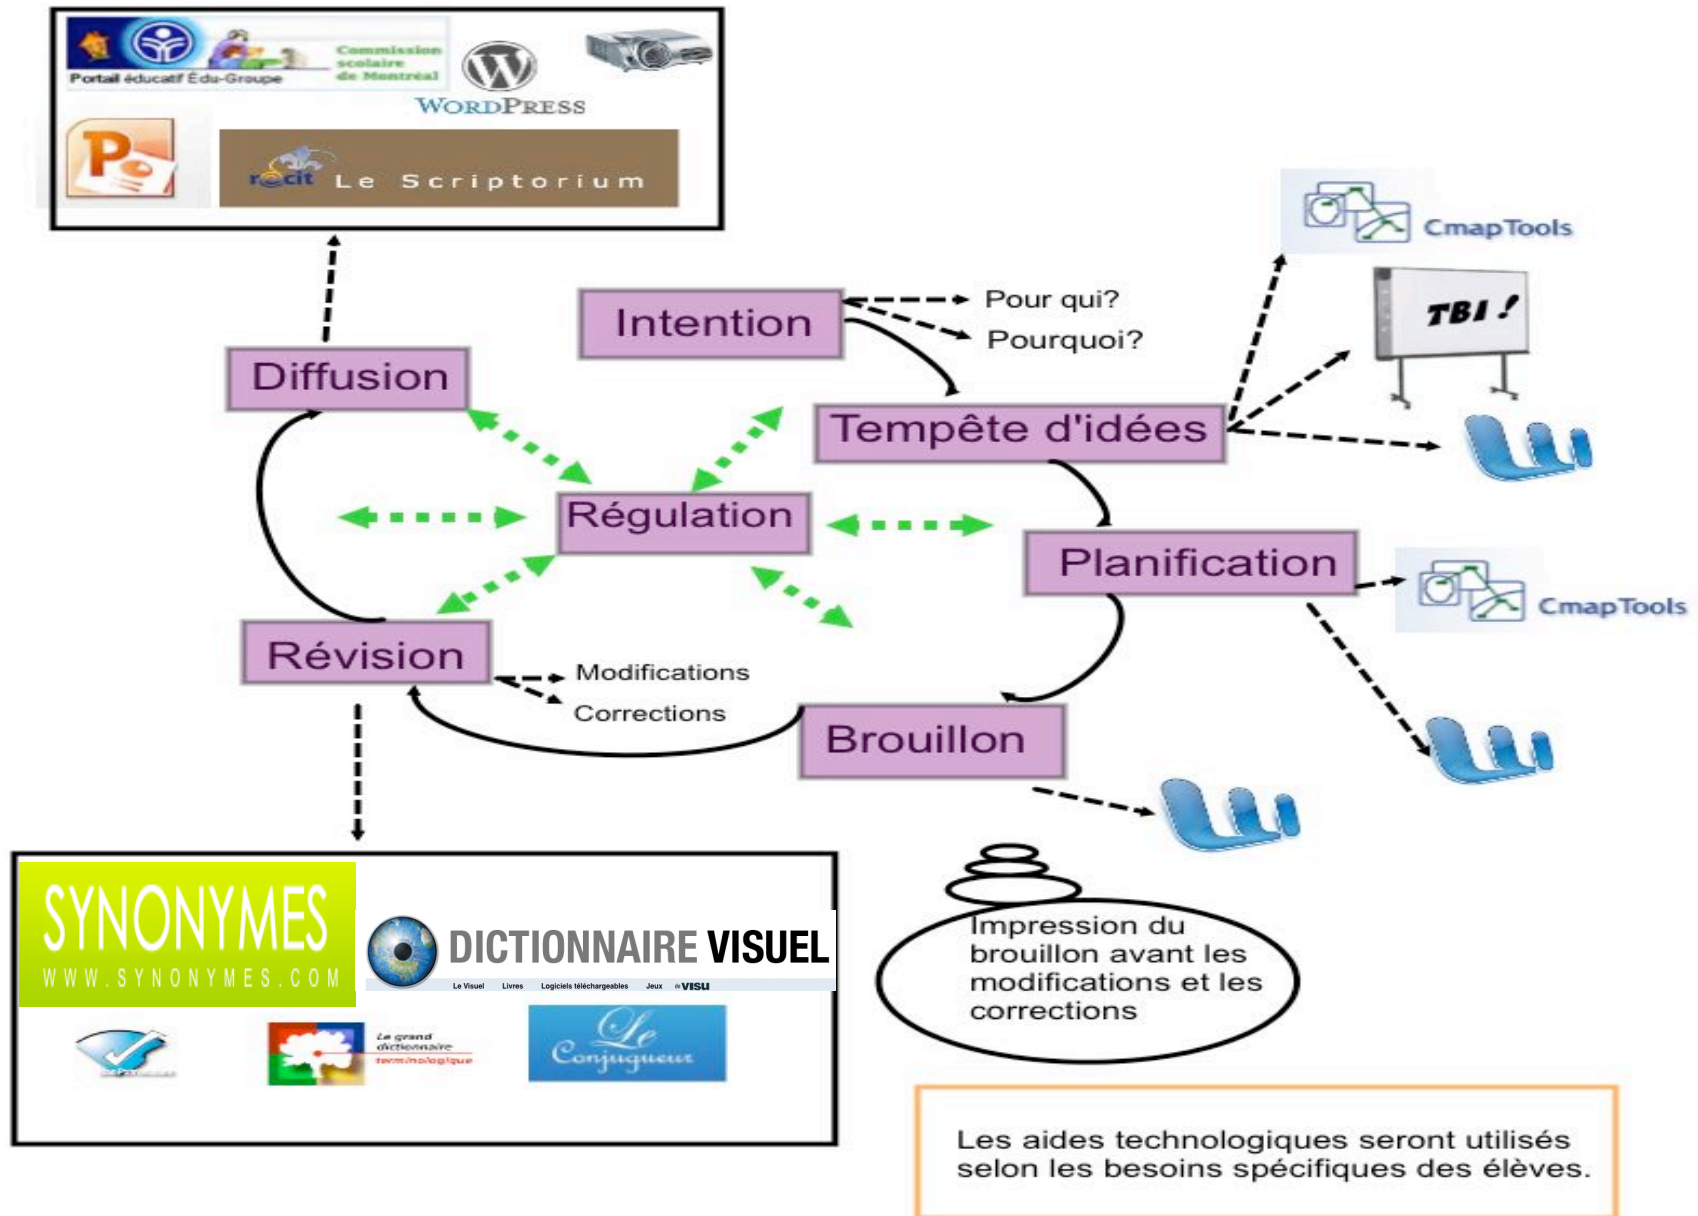 Portail éducatif Édu-Groupe
Commission
scolaire
de Montréal
WORDPRESS
récit Le Scriptorium
CmapTools
TBI !
Intention
Pour qui?
Pourquoi?
Diffusion
Tempête d'idées
Régulation
Planification
CmapTools
Révision
Modifications
Corrections
Brouillon
SYNONYMES
WWW.SYNONYMES.COM
DICTIONNAIRE VISUEL
Le Visuel Livres Logiciels téléchargeables Jeux de VISU
Le grand
dictionnaire
terminologique
Le
Conjugueur
Impression du
brouillon avant les
modifications et les
corrections
Les aides technologiques seront utilisés
selon les besoins spécifiques des élèves.